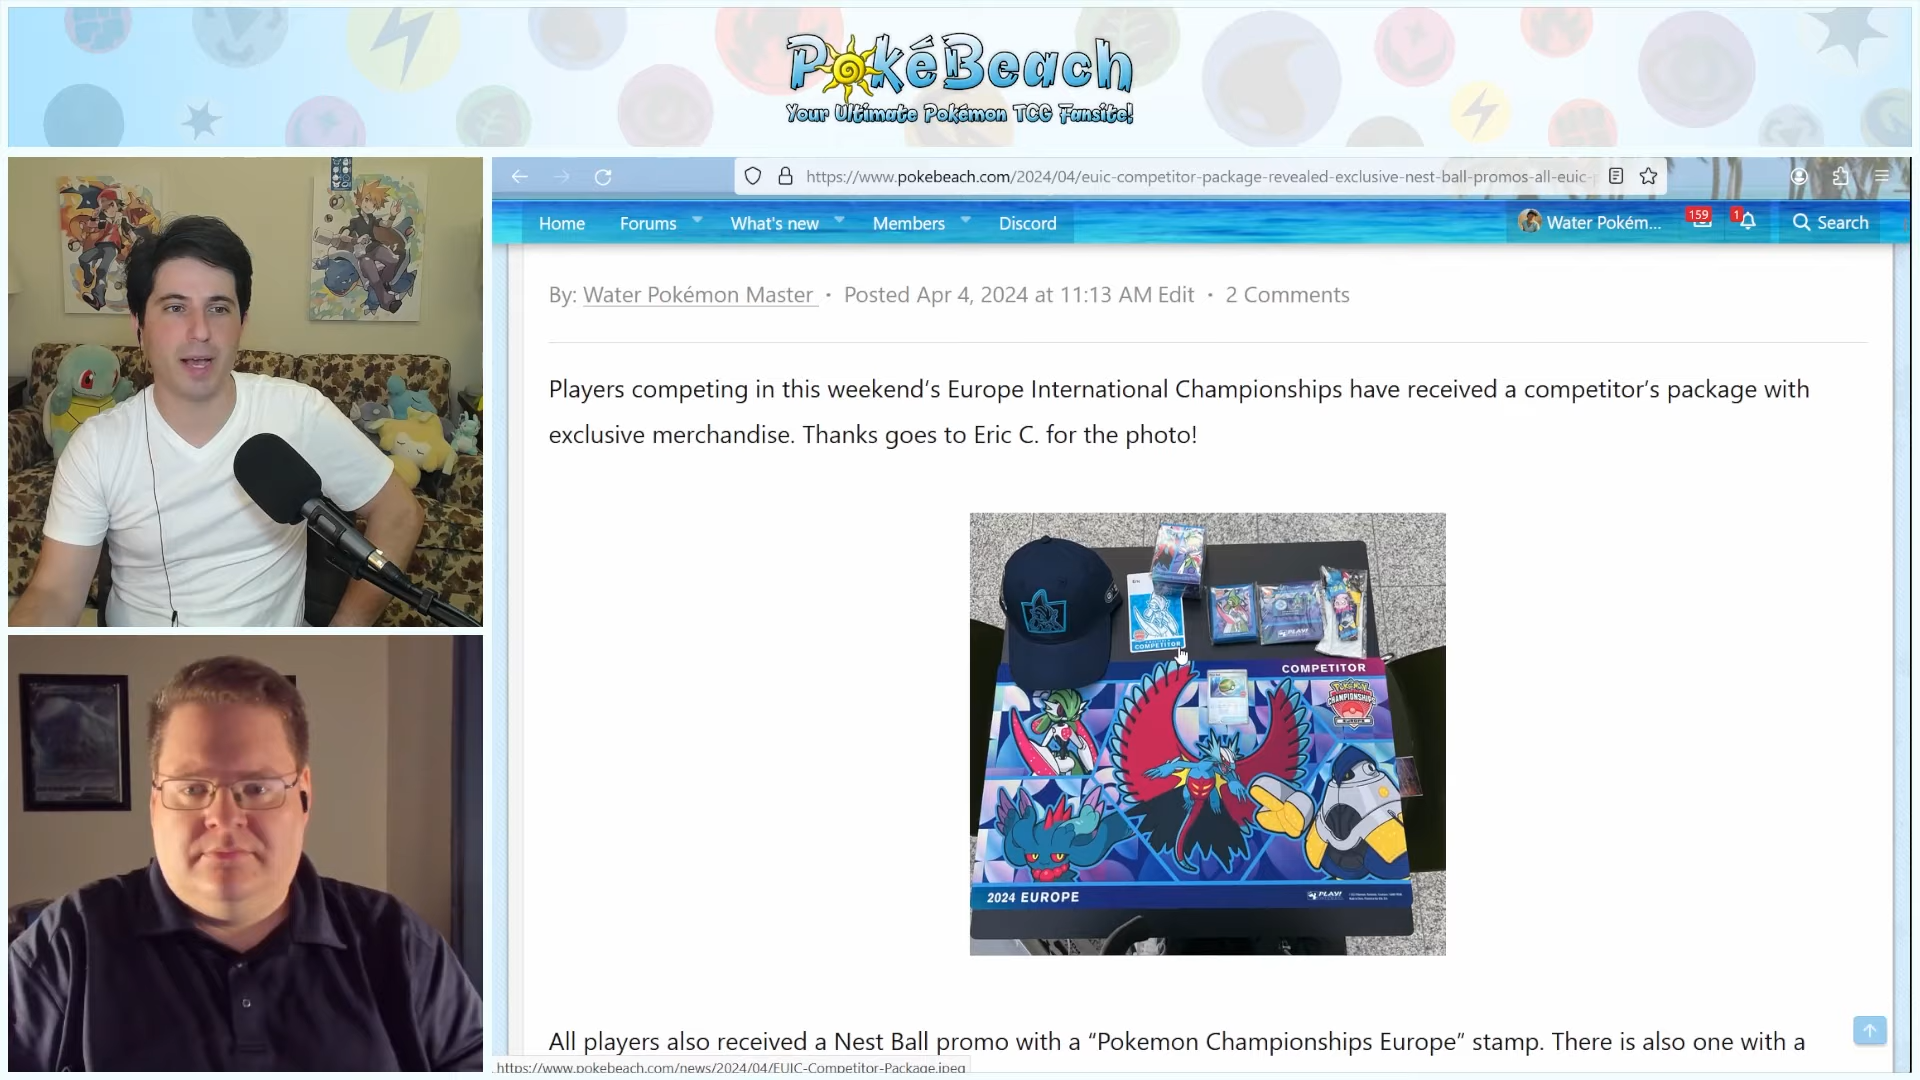 PokéBeach
Your Ultimate Pokémon TCG Fansite!
https://www.pokebeach.com/2024/04/euic-competitor-package-revealed-exclusive-nest-ball-promos-all-euic-
Home
Forums
What's new
Members
Discord
Water Pokém...
159
1
Search
By: Water Pokémon Master · Posted Apr 4, 2024 at 11:13 AM Edit · 2 Comments
Players competing in this weekend’s Europe International Championships have received a competitor’s package with
exclusive merchandise. Thanks goes to Eric C. for the photo!
COMPETITOR
COMPETITOR
POKÉMON
CHAMPIONSHIPS
EUROPE
2024 EUROPE
PLAY!
All players also received a Nest Ball promo with a “Pokemon Championships Europe” stamp. There is also one with a
https://www.pokebeach.com/news/2024/04/EUIC-Competitor-Package.jpeg